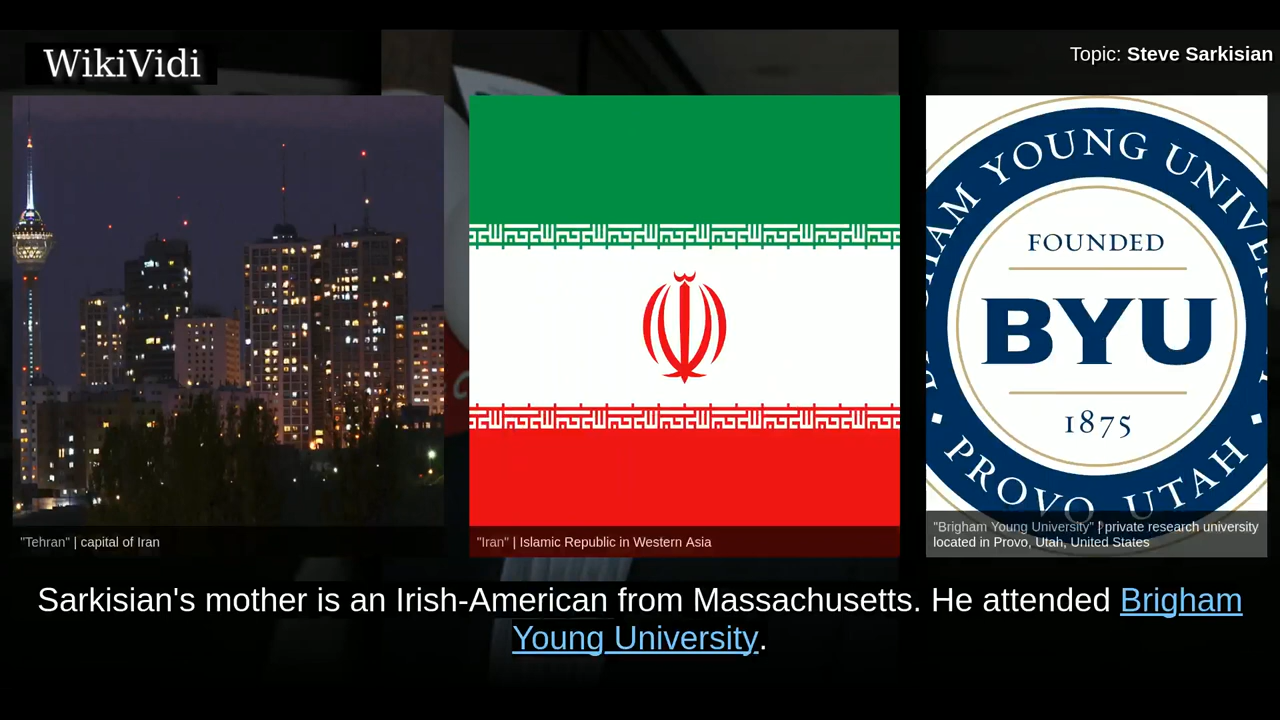 WikiVidi
Topic: Steve Sarkisian
BRIGHAM YOUNG UNIVE
FOUNDED
BYU
1875
PROVO, UTAH
"Tehran" | capital of Iran
"Iran" | Islamic Republic in Western Asia
"Brigham Young University" | private research university
located in Provo, Utah, United States
Sarkisian's mother is an Irish-American from Massachusetts. He attended Brigham
Young University.